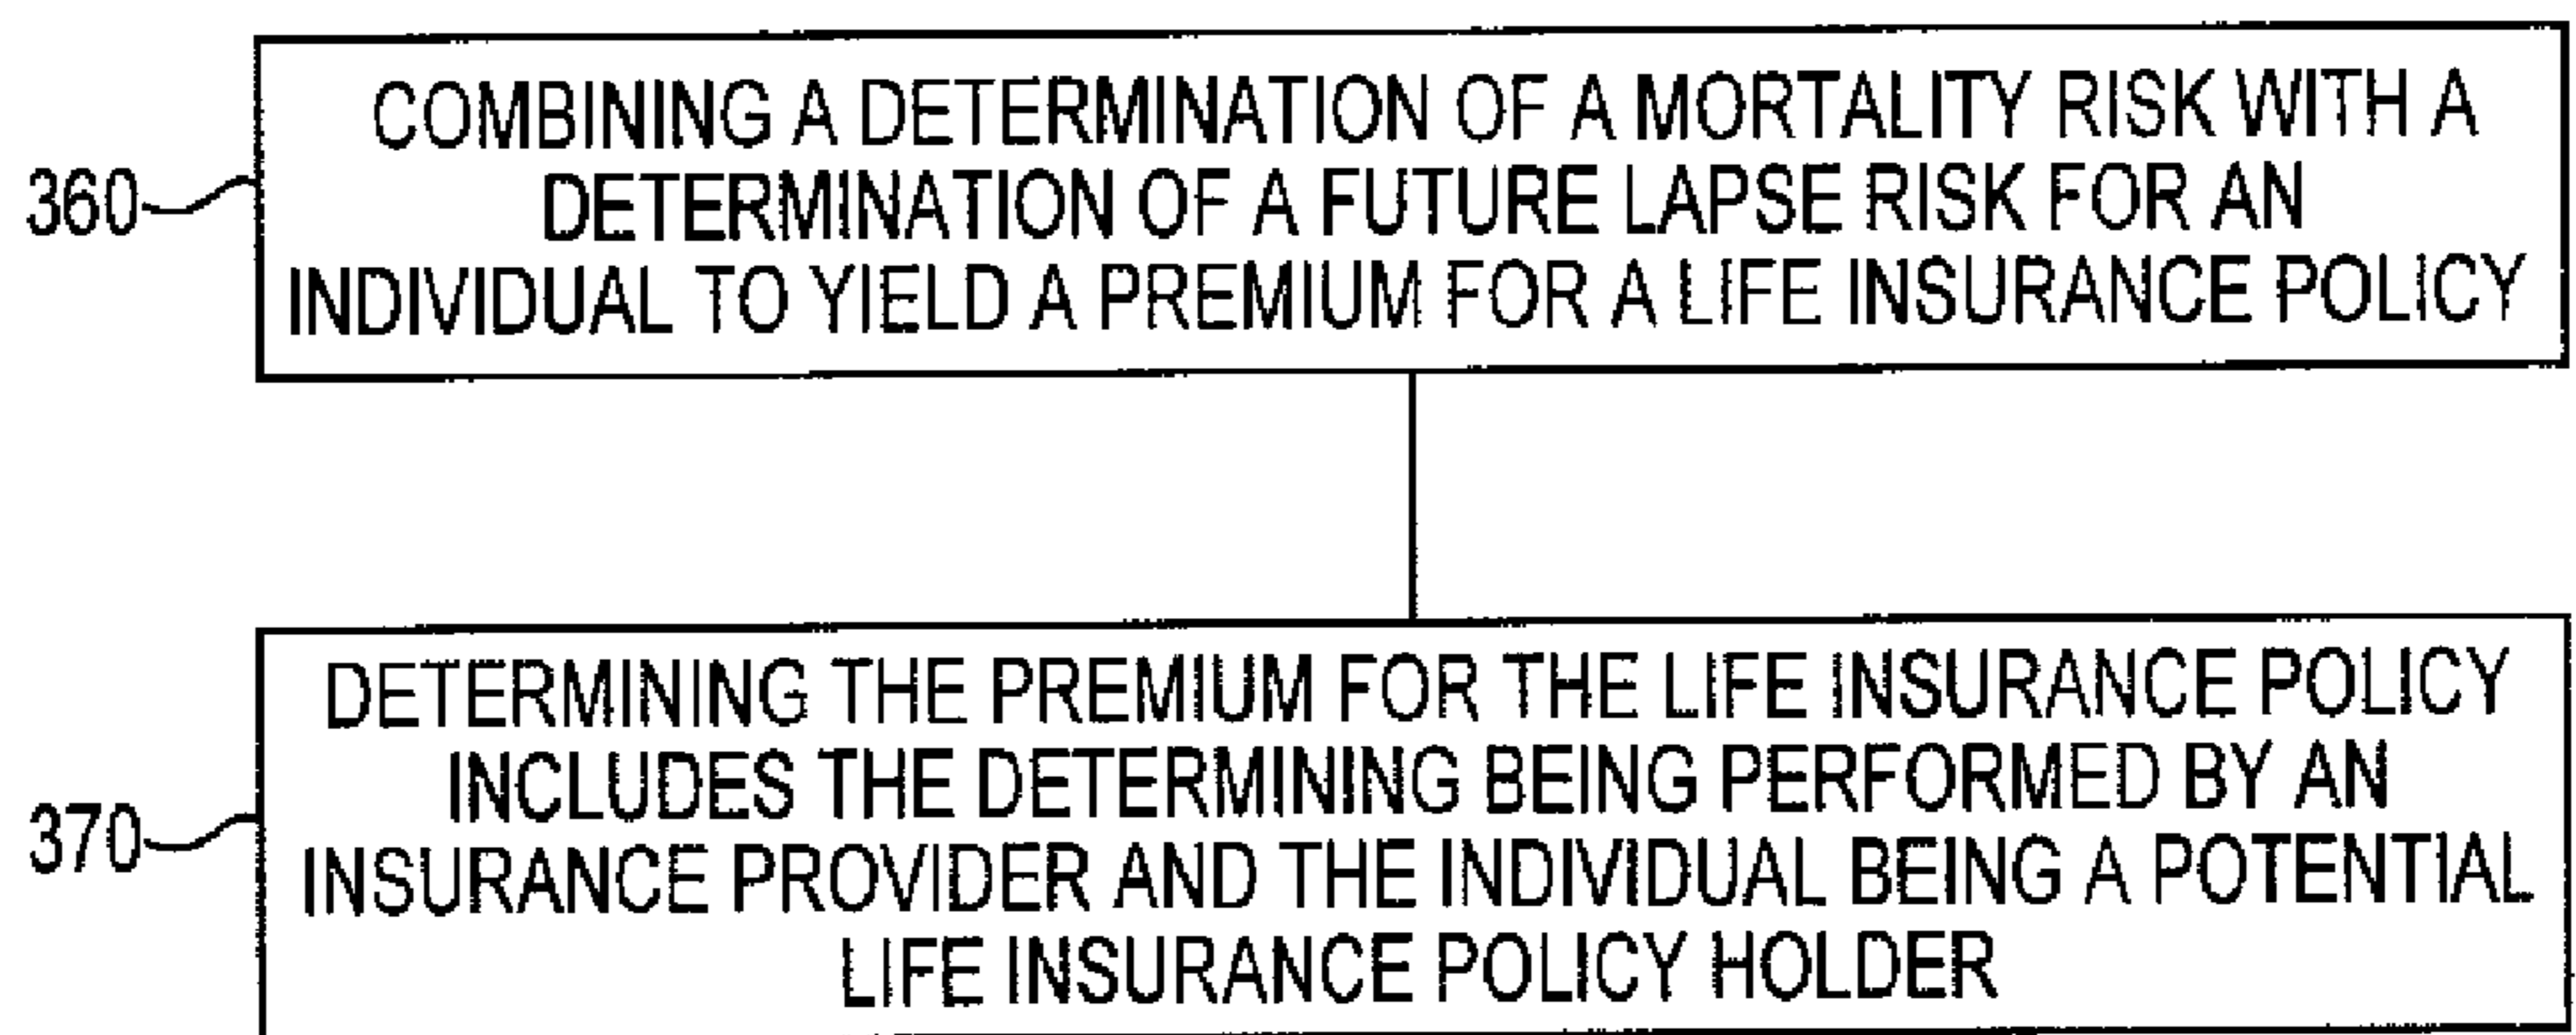 COMBINING A DETERMINATION OF A MORTALITY RISK WITH A
360
DETERMINATION OF A FUTURE LAPSE RISK FOR AN
INDIVIDUAL TO YIELD A PREMIUM FOR A LIFE INSURANCE POLICY
DETERMINING THE PREMIUM FOR THE LIFE INSURANCE POLICY
INCLUDES THE DETERMINING BEING PERFORMED BY AN
370
INSURANCE PROVIDER AND THE INDIVIDUAL BEING A POTENTIAL
LIFE INSURANCE POLICY HOLDER